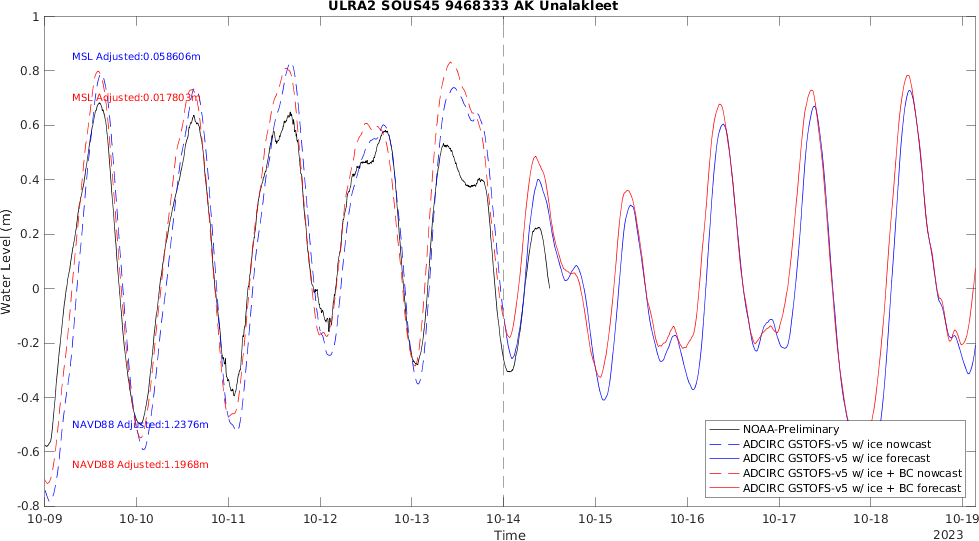 ULRA2 SOUS45 9468333 AK Unalakleet
1
0.8
0.6
0.4
0.2
0
-0.2
-0.4
-0.6
-0.8
Water Level (m)
MSL Adjusted:0.058606m
MSL Adjusted:0.017803m
NAVD88 Adjusted:1.2376m
NAVD88 Adjusted:1.1968m
NOAA-Preliminary
ADCIRC GSTOFS-v5 w/ ice nowcast
ADCIRC GSTOFS-v5 w/ ice forecast
ADCIRC GSTOFS-v5 w/ ice + BC nowcast
ADCIRC GSTOFS-v5 w/ ice + BC forecast
10-09 10-10 10-11 10-12 10-13 10-14 10-15 10-16 10-17 10-18 10-19
Time
2023